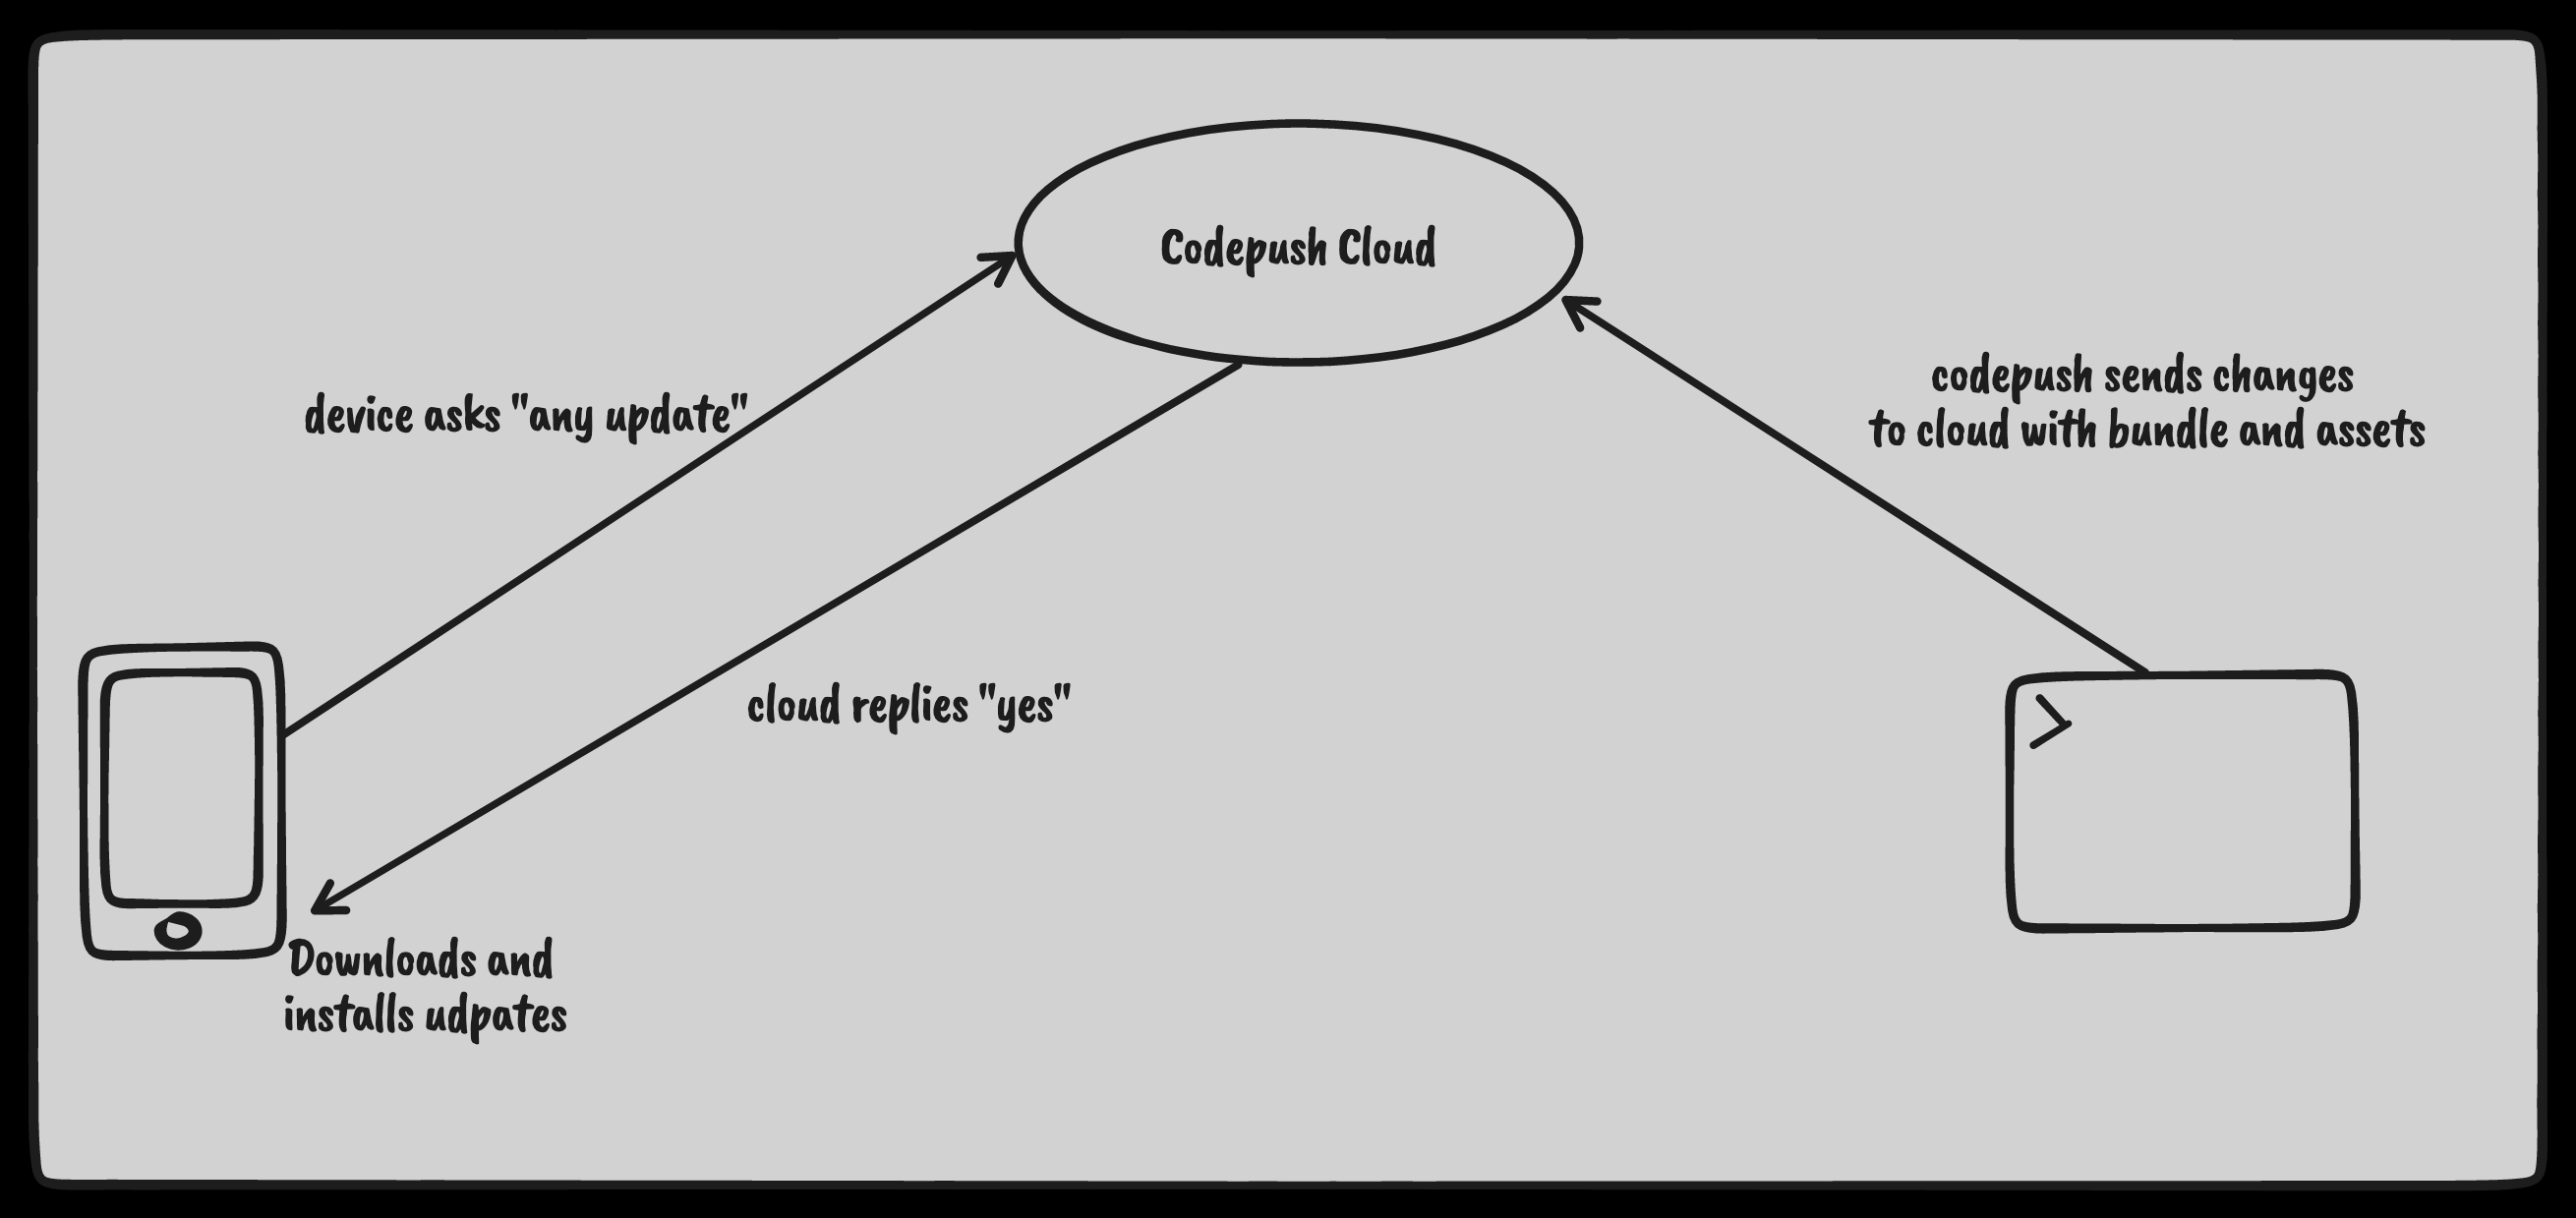 Codepush Cloud
device asks "any update"
codepush sends changes
to cloud with bundle and assets
cloud replies "yes"
Downloads and
installs udpates